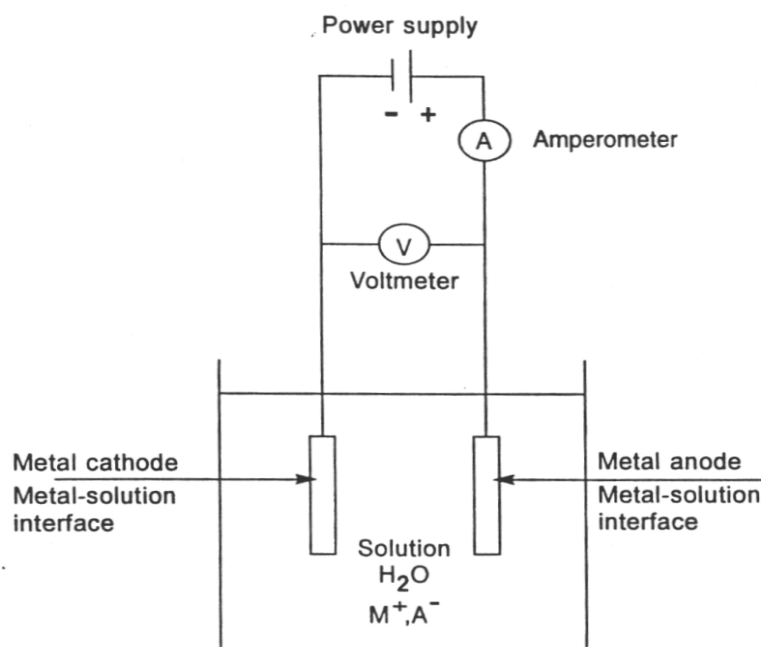 Power supply
- +
A Amperometer
V
Voltmeter
Metal cathode
Metal-solution
interface
Metal anode
Metal-solution
interface
Solution
H₂O
M⁺,A⁻